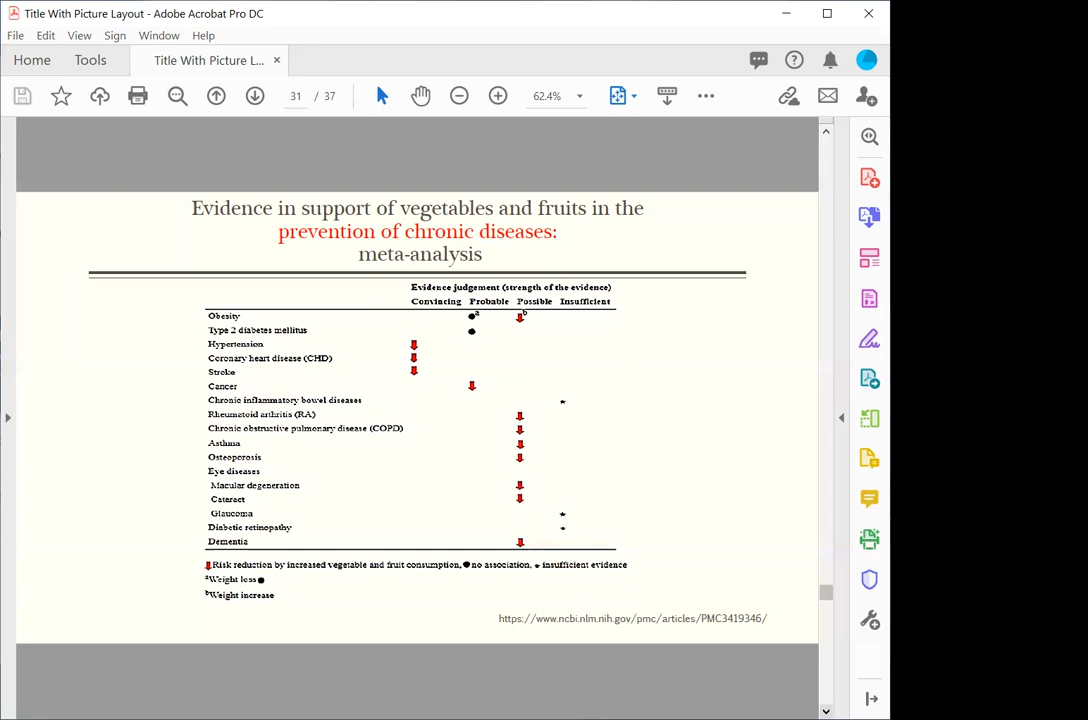 Title With Picture Layout - Adobe Acrobat Pro DC
File Edit View Sign Window Help
Home Tools Title With Picture L... ×
31 / 37 62.4%
Evidence in support of vegetables and fruits in the
prevention of chronic diseases:
meta-analysis
Evidence judgement (strength of the evidence)
Convincing Probable Possible Insufficient
Obesity a b
Type 2 diabetes mellitus
Hypertension
Coronary heart disease (CHD)
Stroke
Cancer
Chronic inflammatory bowel diseases
Rheumatoid arthritis (RA)
Chronic obstructive pulmonary disease (COPD)
Asthma
Osteoporosis
Eye diseases
Macular degeneration
Cataract
Glaucoma
Diabetic retinopathy
Dementia
Risk reduction by increased vegetable and fruit consumption, ● no association, * insufficient evidence
a Weight loss ●
b Weight increase
https://www.ncbi.nlm.nih.gov/pmc/articles/PMC3419346/